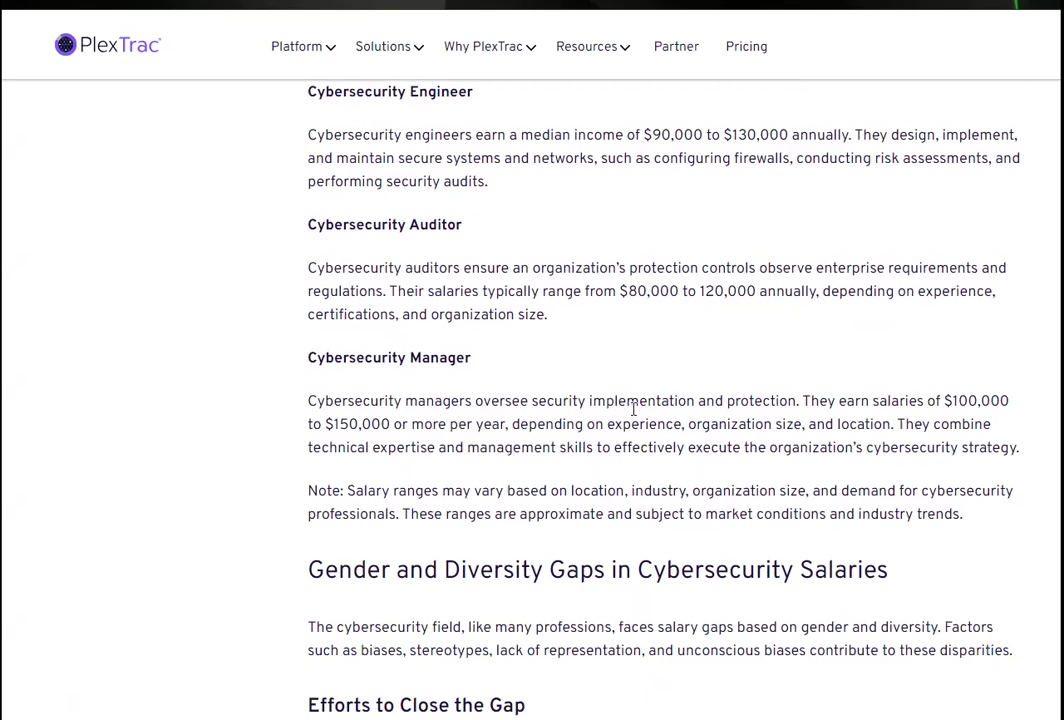 PlexTrac
Platform Solutions Why PlexTrac Resources Partner Pricing
Cybersecurity Engineer
Cybersecurity engineers earn a median income of $90,000 to $130,000 annually. They design, implement,
and maintain secure systems and networks, such as configuring firewalls, conducting risk assessments, and
performing security audits.
Cybersecurity Auditor
Cybersecurity auditors ensure an organization's protection controls observe enterprise requirements and
regulations. Their salaries typically range from $80,000 to 120,000 annually, depending on experience,
certifications, and organization size.
Cybersecurity Manager
Cybersecurity managers oversee security implementation and protection. They earn salaries of $100,000
to $150,000 or more per year, depending on experience, organization size, and location. They combine
technical expertise and management skills to effectively execute the organization's cybersecurity strategy.
Note: Salary ranges may vary based on location, industry, organization size, and demand for cybersecurity
professionals. These ranges are approximate and subject to market conditions and industry trends.
Gender and Diversity Gaps in Cybersecurity Salaries
The cybersecurity field, like many professions, faces salary gaps based on gender and diversity. Factors
such as biases, stereotypes, lack of representation, and unconscious biases contribute to these disparities.
Efforts to Close the Gap